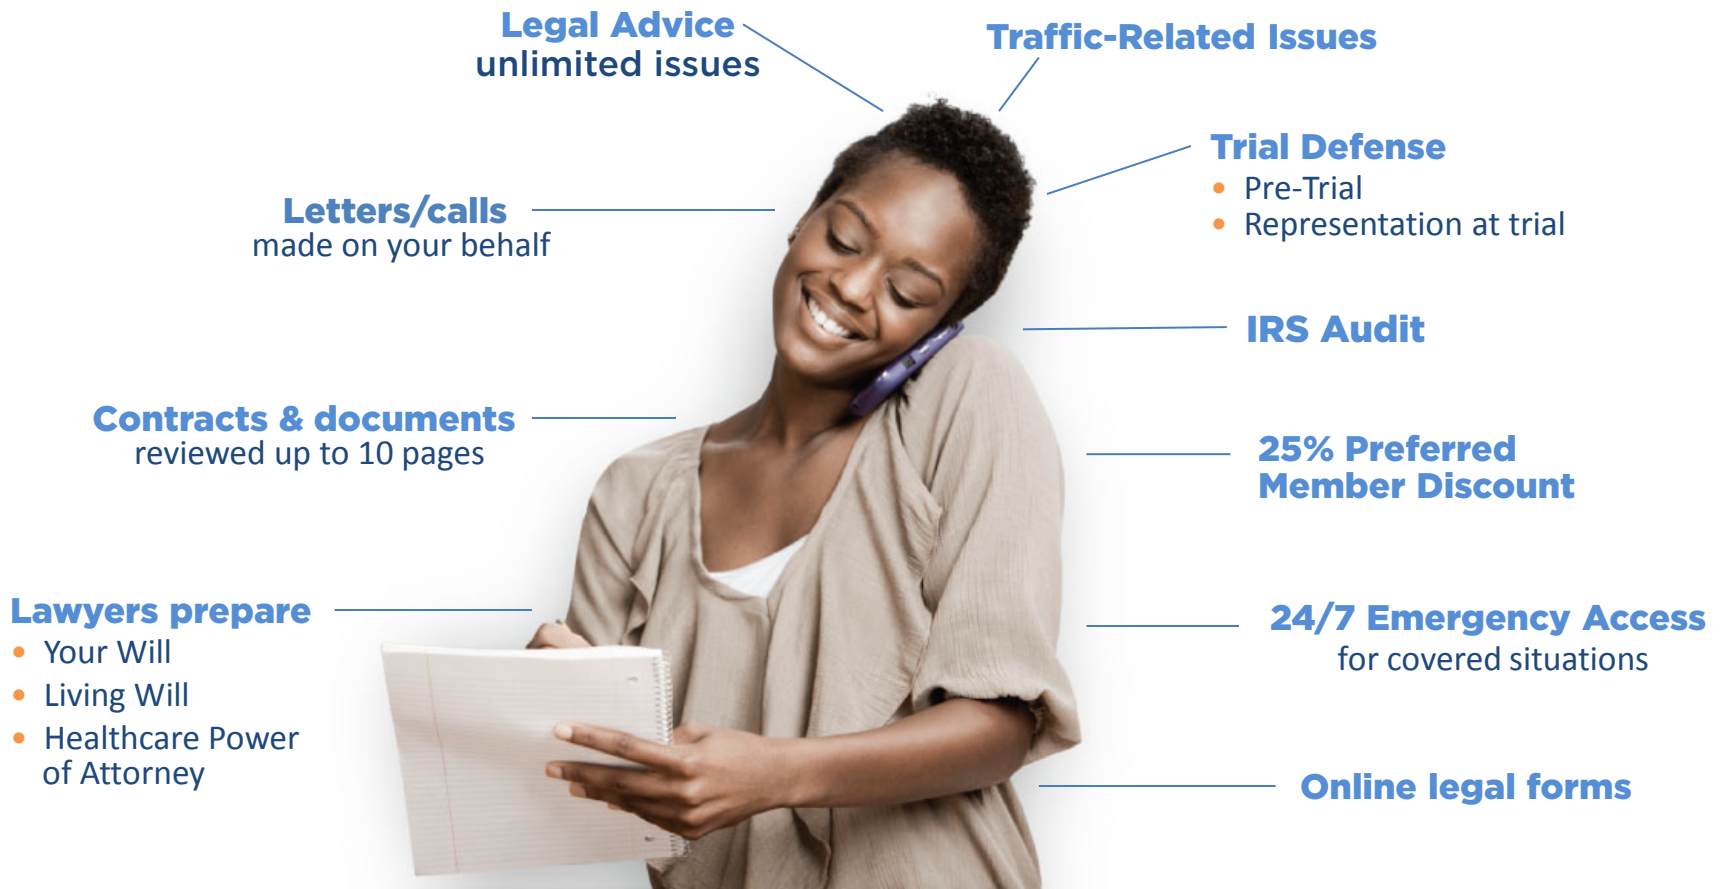 Legal Advice
unlimited issues
Traffic-Related Issues
Trial Defense
• Pre-Trial
• Representation at trial
Letters/calls
made on your behalf
IRS Audit
Contracts & documents
reviewed up to 10 pages
25% Preferred
Member Discount
Lawyers prepare
• Your Will
• Living Will
• Healthcare Power
of Attorney
24/7 Emergency Access
for covered situations
Online legal forms